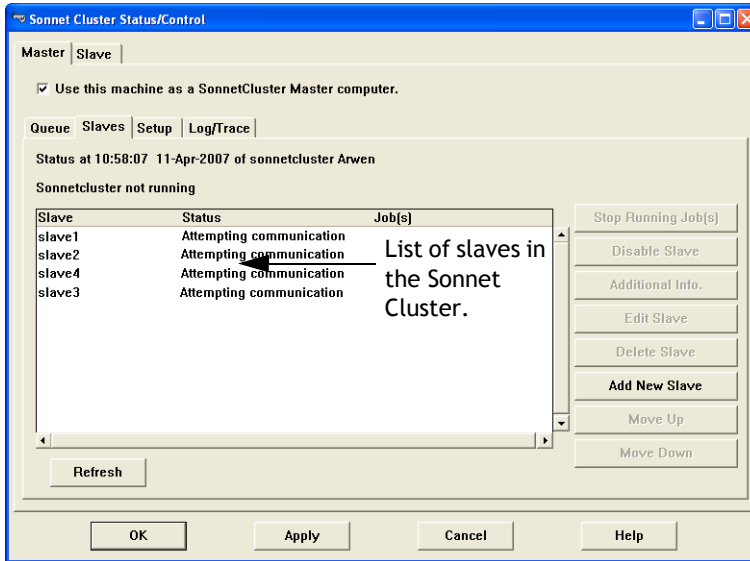 Sonnet Cluster Status/Control
Master Slave
Use this machine as a SonnetCluster Master computer.
Queue Slaves Setup Log/Trace
Status at 10:58:07 11-Apr-2007 of sonnetcluster Arwen
Sonnetcluster not running
Slave Status Job(s)
slave1 Attempting communication
slave2 Attempting communication
slave4 Attempting communication
slave3 Attempting communication
List of slaves in
the Sonnet
Cluster.
Stop Running Job(s)
Disable Slave
Additional Info.
Edit Slave
Delete Slave
Add New Slave
Move Up
Move Down
Refresh
OK Apply Cancel Help